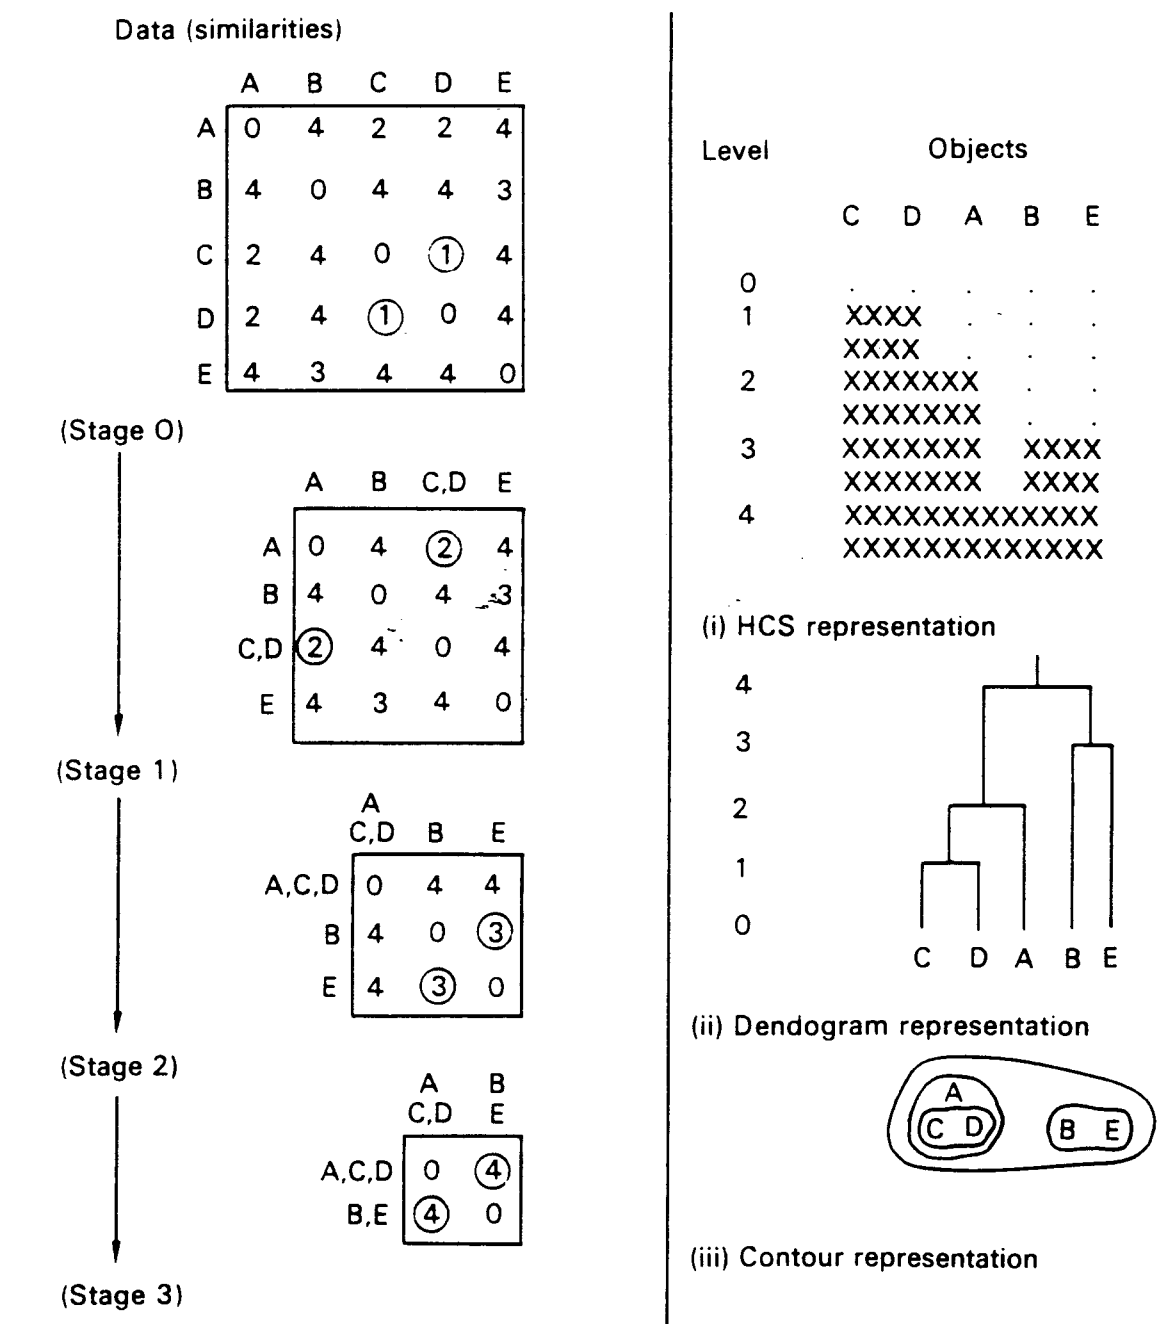 Data (similarities)
A B C D E
A 0 4 2 2 4
B 4 0 4 4 3
C 2 4 0 1 4
D 2 4 1 0 4
E 4 3 4 4 0
(Stage 0)
A B C,D E
A 0 4 2 4
B 4 0 4 3
C,D 2 4 0 4
E 4 3 4 0
(Stage 1)
A
C,D B E
A,C,D 0 4 4
B 4 0 3
E 4 3 0
(Stage 2)
A B
C,D E
A,C,D 0 4
B,E 4 0
(Stage 3)
Level Objects
C D A B E
0 . . . . .
1 XXXX . . .
XXXX . . .
2 XXXXXXX . .
XXXXXXX . .
3 XXXXXXX XXXX
XXXXXXX XXXX
4 XXXXXXXXXXXXX
XXXXXXXXXXXXX
(i) HCS representation
4
3
2
1
0
C D A B E
(ii) Dendogram representation
A
C D B E
(iii) Contour representation